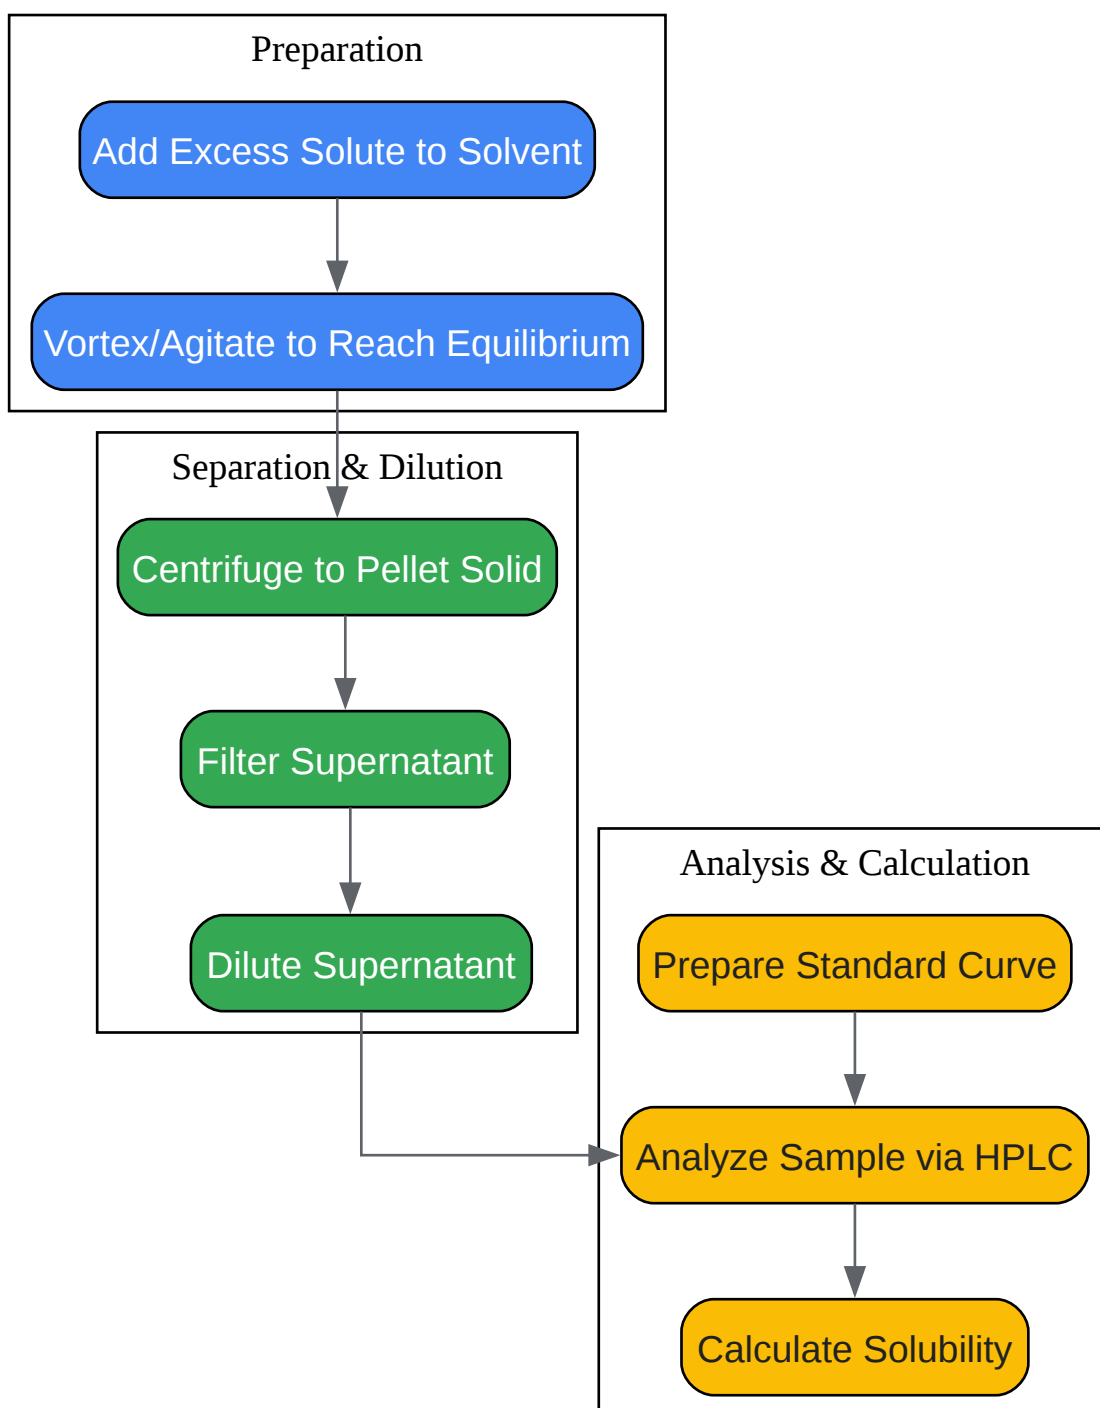 Preparation
Add Excess Solute to Solvent
Vortex/Agitate to Reach Equilibrium
Separation & Dilution
Centrifuge to Pellet Solid
Filter Supernatant
Dilute Supernatant
Analysis & Calculation
Prepare Standard Curve
Analyze Sample via HPLC
Calculate Solubility